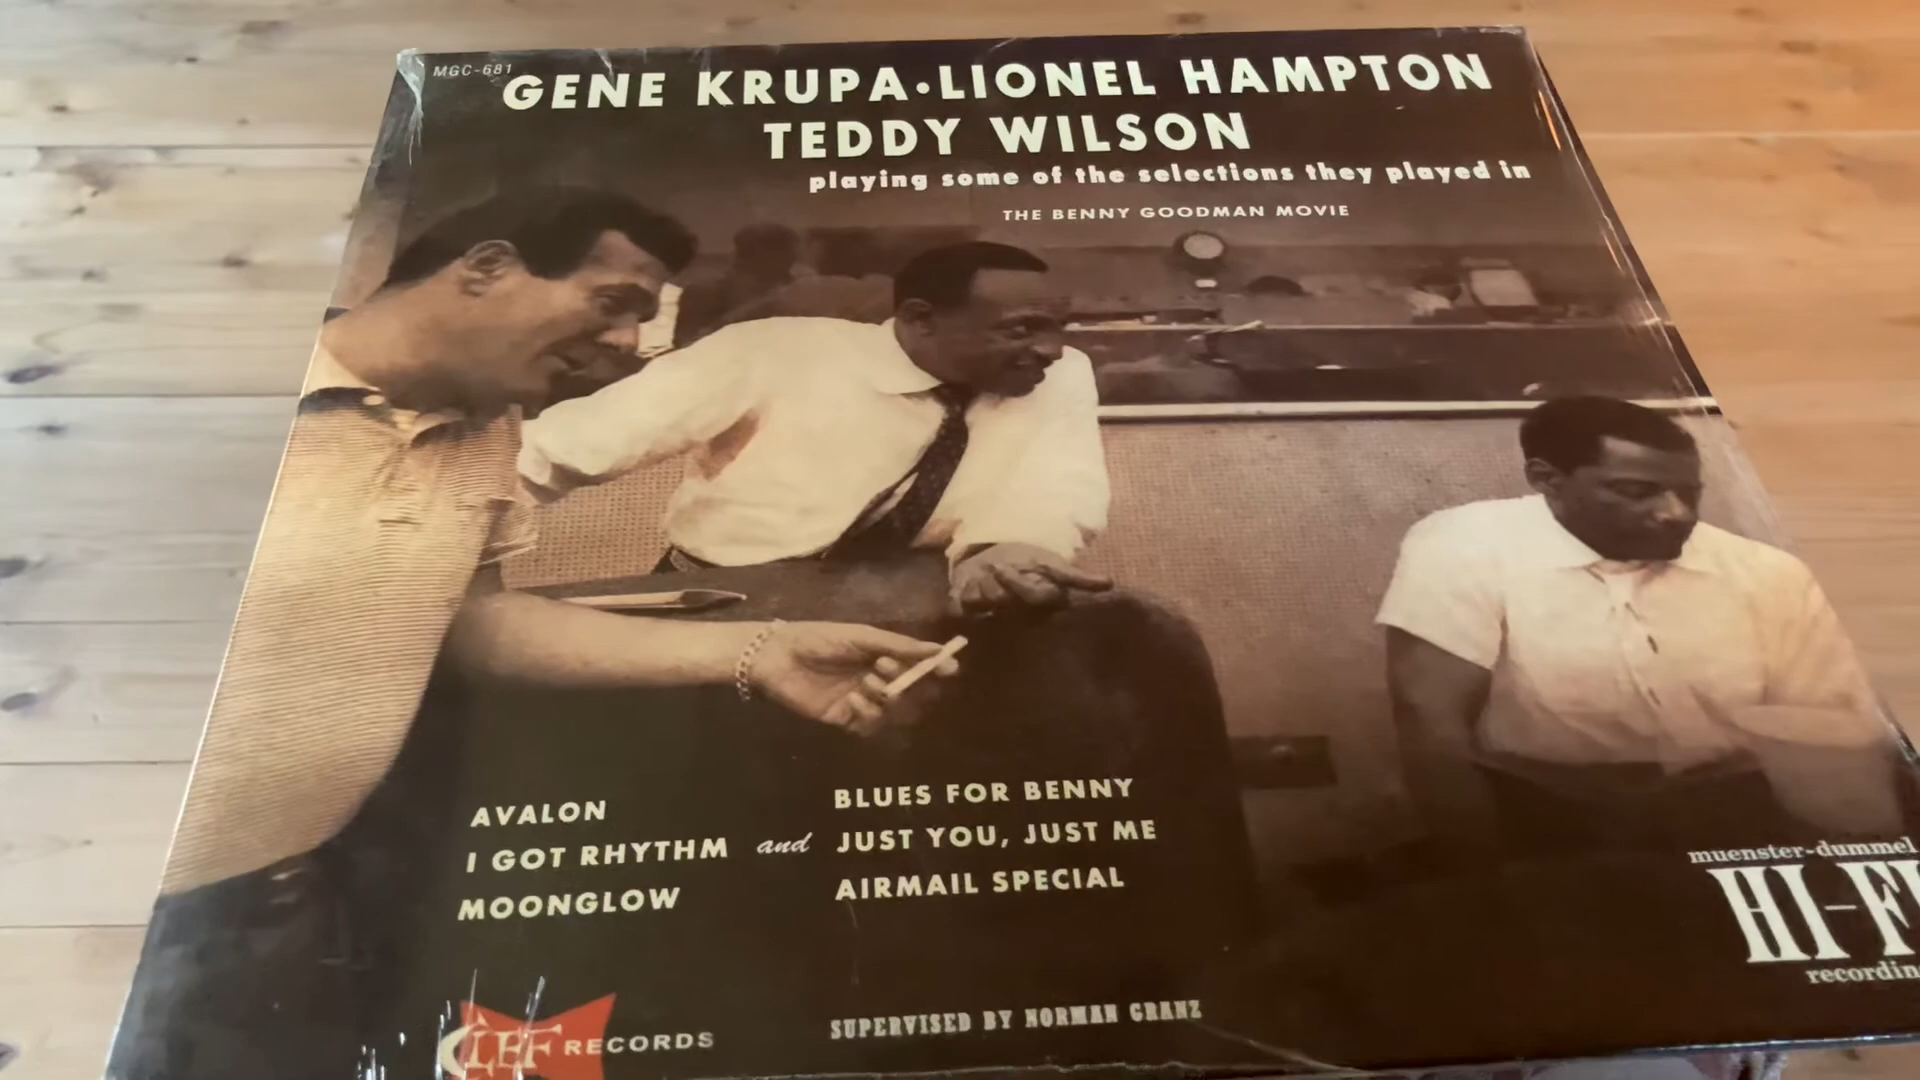 MGC-681
GENE KRUPA•LIONEL HAMPTON
TEDDY WILSON
playing some of the selections they played in
THE BENNY GOODMAN MOVIE
AVALON
I GOT RHYTHM
MOONGLOW
and
BLUES FOR BENNY
JUST YOU, JUST ME
AIRMAIL SPECIAL
muenster-dummel
HI-FI
recordin
CLEF RECORDS
SUPERVISED BY NORMAN GRANZ